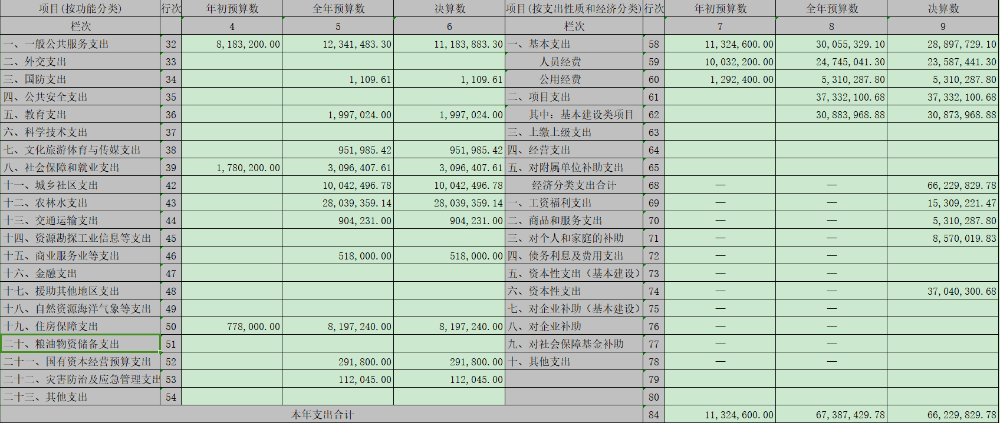 项目(按功能分类) 行次 年初预算数 全年预算数 决算数 项目(按支出性质和经济分类) 行次 年初预算数 全年预算数 决算数
栏次 4 5 6 栏次 7 8 9
一、一般公共服务支出 32 8,183,200.00 12,341,483.30 11,183,883.30 一、基本支出 58 11,324,600.00 30,055,329.10 28,897,729.10
二、外交支出 33 人员经费 59 10,032,200.00 24,745,041.30 23,587,441.30
三、国防支出 34 1,109.61 1,109.61 公用经费 60 1,292,400.00 5,310,287.80 5,310,287.80
四、公共安全支出 35 二、项目支出 61 37,332,100.68 37,332,100.68
五、教育支出 36 1,997,024.00 1,997,024.00 其中：基本建设类项目 62 30,883,968.88 30,873,968.88
六、科学技术支出 37 三、上缴上级支出 63
七、文化旅游体育与传媒支出 38 951,985.42 951,985.42 四、经营支出 64
八、社会保障和就业支出 39 1,780,200.00 3,096,407.61 3,096,407.61 五、对附属单位补助支出 65
十一、城乡社区支出 42 10,042,496.78 10,042,496.78 经济分类支出合计 68 — — 66,229,829.78
十二、农林水支出 43 28,039,359.14 28,039,359.14 一、工资福利支出 69 — — 15,309,221.47
十三、交通运输支出 44 904,231.00 904,231.00 二、商品和服务支出 70 — — 5,310,287.80
十四、资源勘探工业信息等支出 45 三、对个人和家庭的补助 71 — — 8,570,019.83
十五、商业服务业等支出 46 518,000.00 518,000.00 四、债务利息及费用支出 72 — —
十六、金融支出 47 五、资本性支出（基本建设） 73 — —
十七、援助其他地区支出 48 六、资本性支出 74 — — 37,040,300.68
十八、自然资源海洋气象等支出 49 七、对企业补助（基本建设） 75 — —
十九、住房保障支出 50 778,000.00 8,197,240.00 8,197,240.00 八、对企业补助 76 — —
二十、粮油物资储备支出 51 九、对社会保障基金补助 77 — —
二十一、国有资本经营预算支出 52 291,800.00 291,800.00 十、其他支出 78 — —
二十二、灾害防治及应急管理支出 53 112,045.00 112,045.00 79
二十三、其他支出 54 80
本年支出合计 84 11,324,600.00 67,387,429.78 66,229,829.78